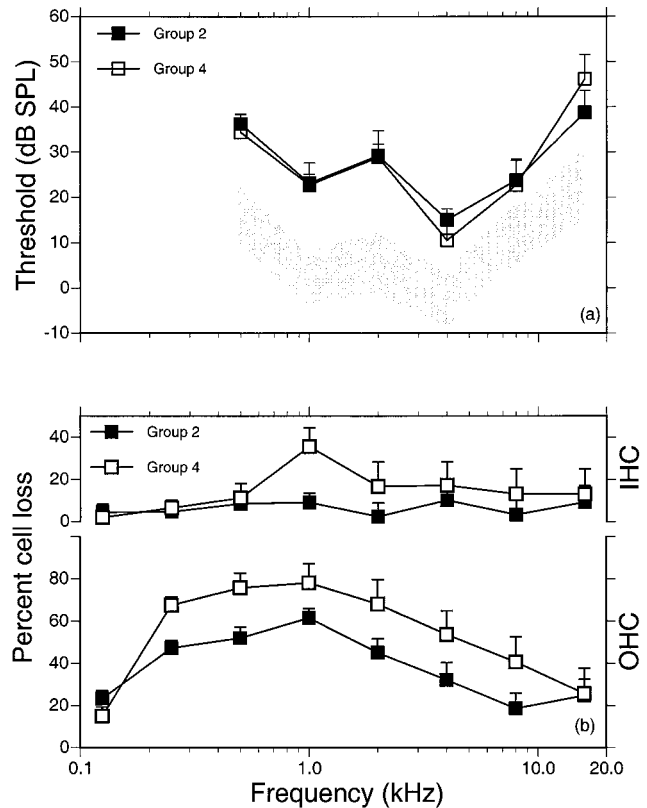 60
50
40
30
20
10
0
-10
Threshold (dB SPL)
Group 2
Group 4
(a)
40
20
0
Group 2
Group 4
IHC
80
60
40
20
0
Percent cell loss
OHC
(b)
0.1
1.0
10.0
20.0
Frequency (kHz)